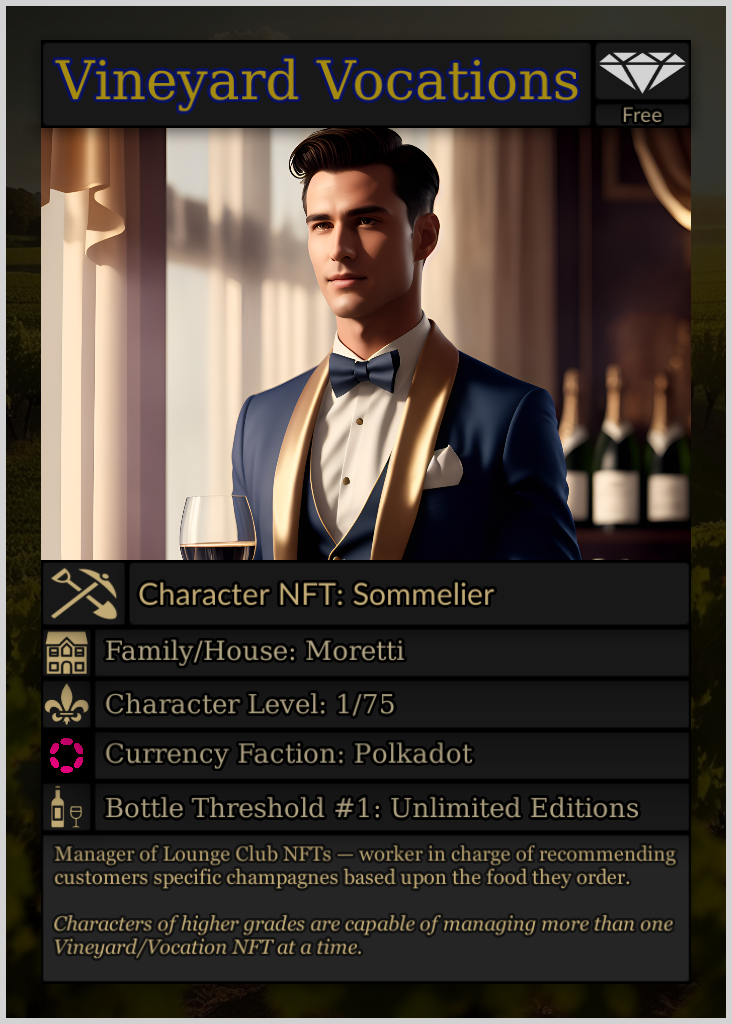 Vineyard Vocations
Free
Character NFT: Sommelier
Family/House: Moretti
Character Level: 1/75
Currency Faction: Polkadot
Bottle Threshold #1: Unlimited Editions
Manager of Lounge Club NFTs — worker in charge of recommending
customers specific champagnes based upon the food they order.
Characters of higher grades are capable of managing more than one
Vineyard/Vocation NFT at a time.